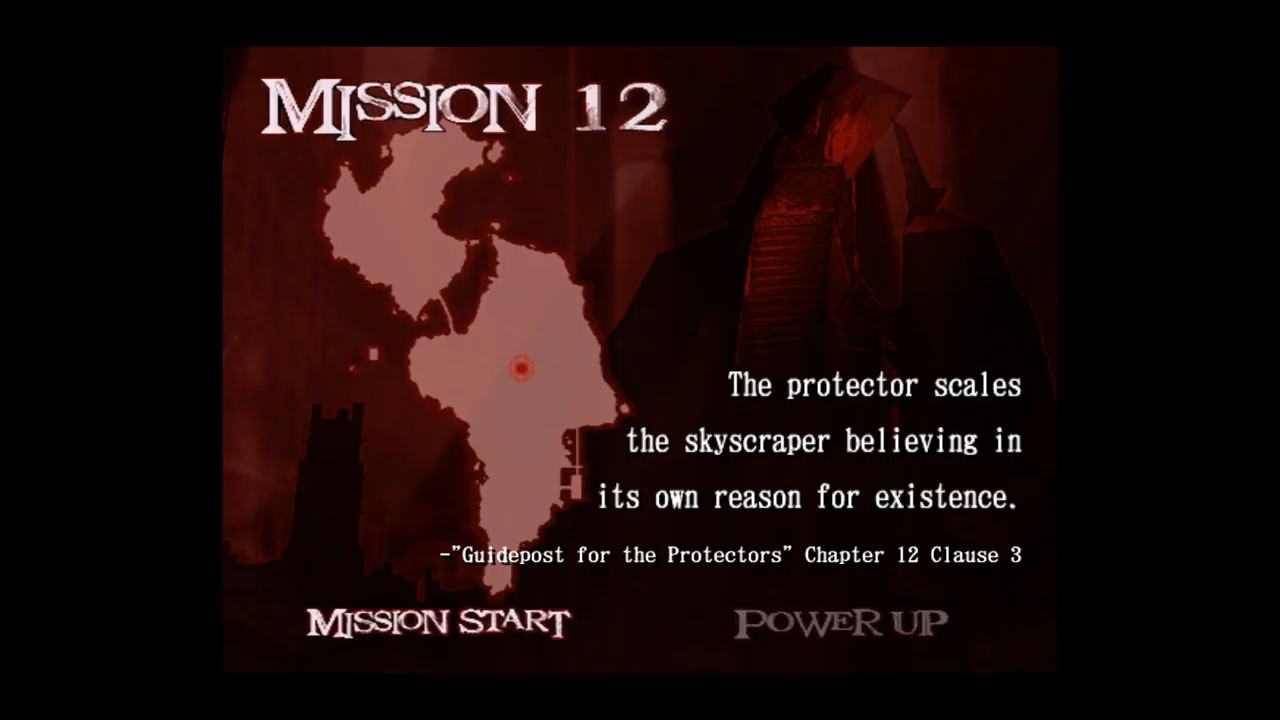 MISSION 12
The protector scales
the skyscraper believing in
its own reason for existence.
-"Guidepost for the Protectors" Chapter 12 Clause 3
MISSION START
POWER UP